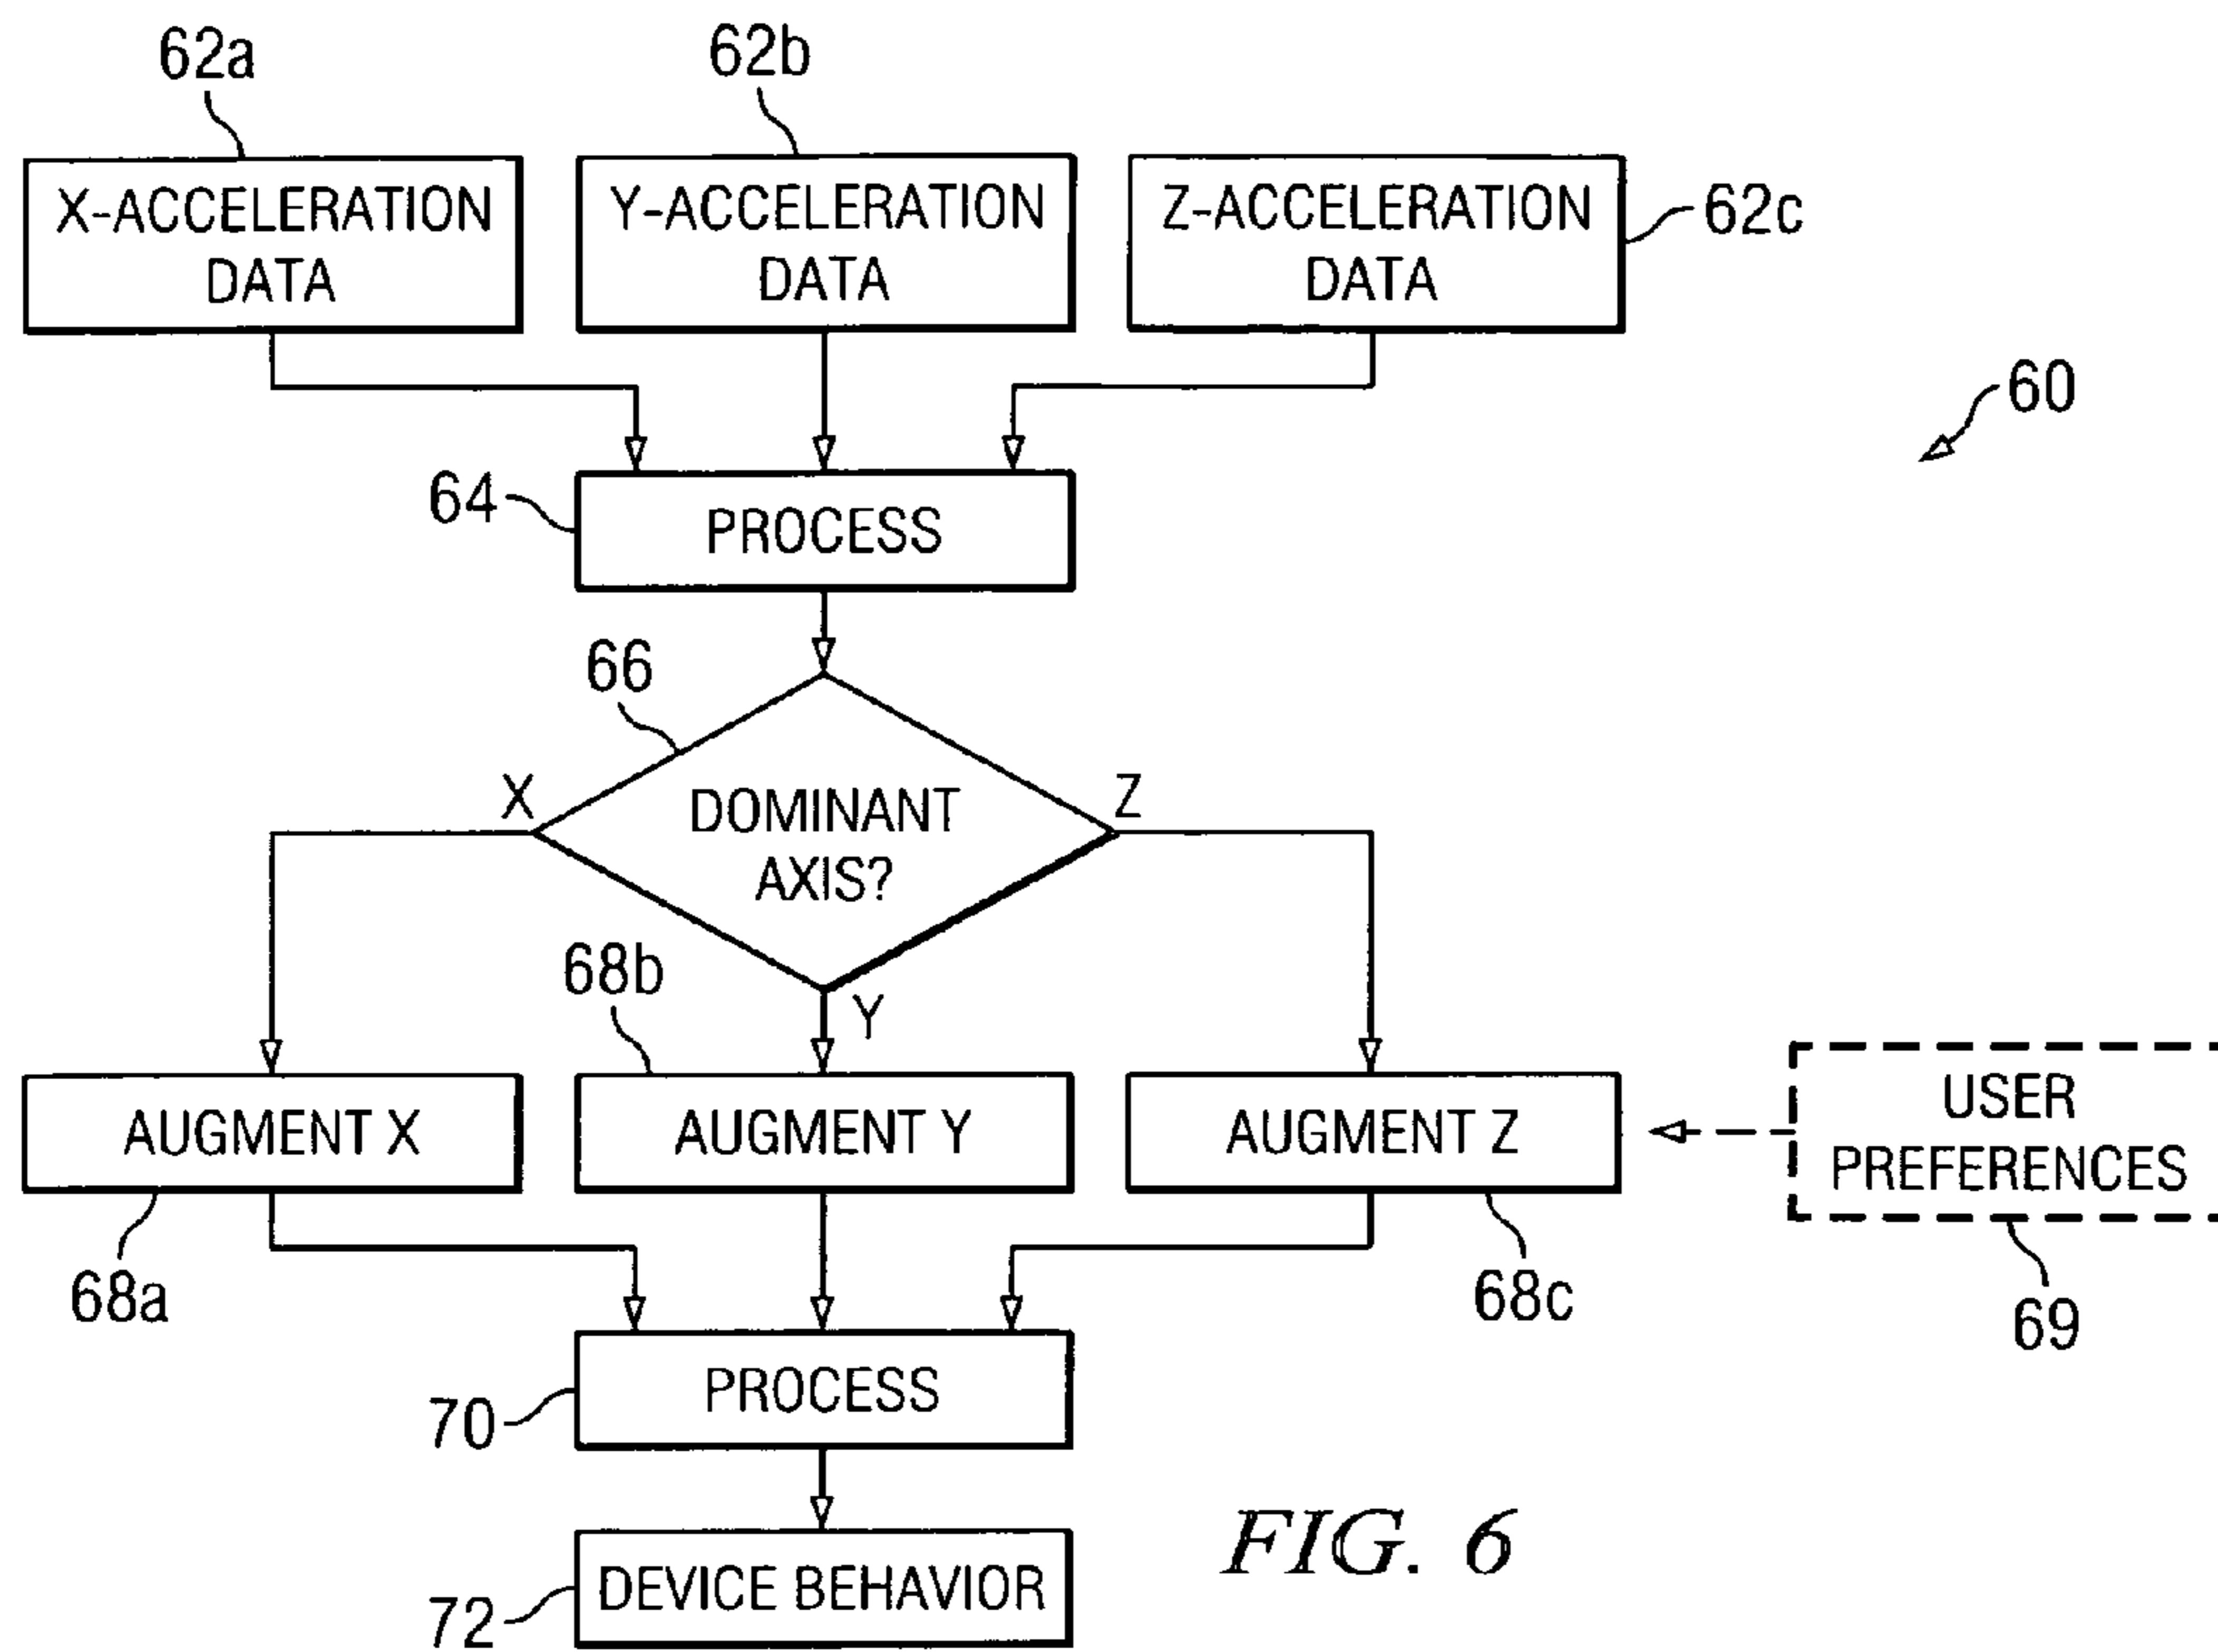 62a
62b
X-ACCELERATION
DATA
Y-ACCELERATION
DATA
Z-ACCELERATION
DATA
62c
60
64
PROCESS
66
X
DOMINANT
AXIS?
Z
68b
Y
AUGMENT X
AUGMENT Y
AUGMENT Z
USER
PREFERENCES
68a
68c
69
PROCESS
70
DEVICE BEHAVIOR
72
FIG. 6